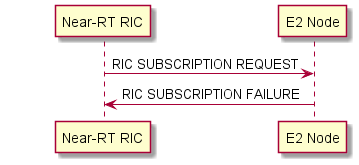 Near-RT RIC
E2 Node
RIC SUBSCRIPTION REQUEST
RIC SUBSCRIPTION FAILURE
Near-RT RIC
E2 Node